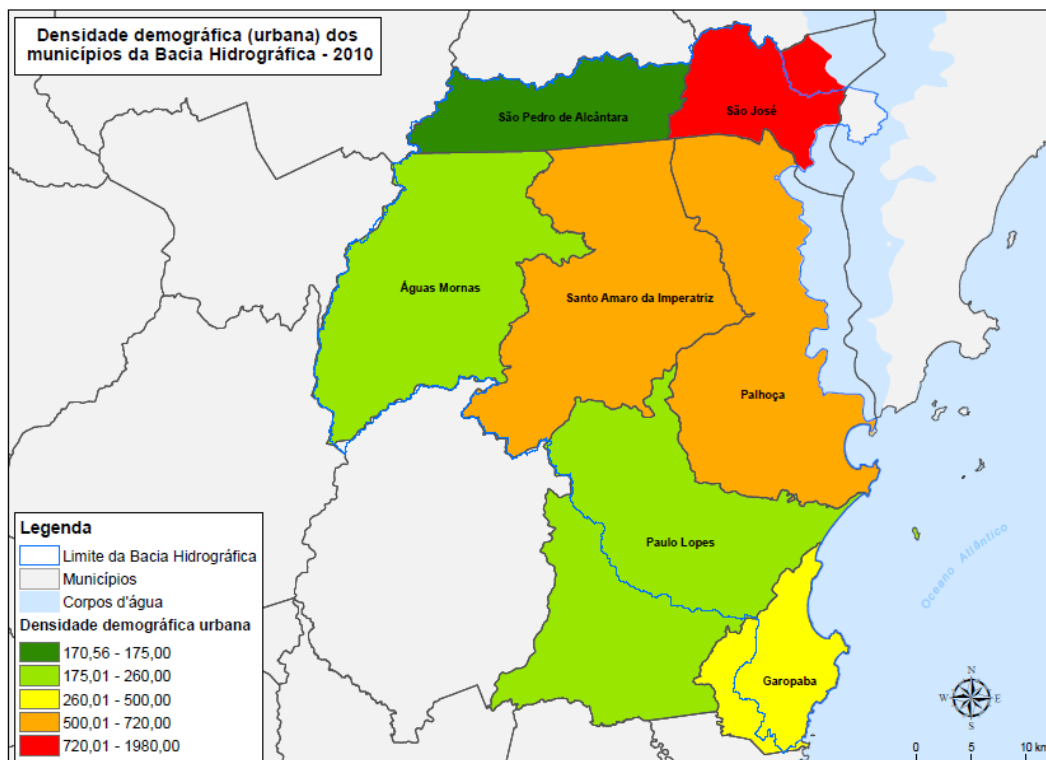 Densidade demográfica (urbana) dos
municípios da Bacia Hidrográfica - 2010
São Pedro de Alcântara
São José
Águas Mornas
Santo Amaro da Imperatriz
Palhoça
Paulo Lopes
Garopaba
Oceano Atlântico
Legenda
Limite da Bacia Hidrográfica
Municípios
Corpos d'água
Densidade demográfica urbana
170,56 - 175,00
175,01 - 260,00
260,01 - 500,00
500,01 - 720,00
720,01 - 1980,00
N
W E
S
0 5 10 km